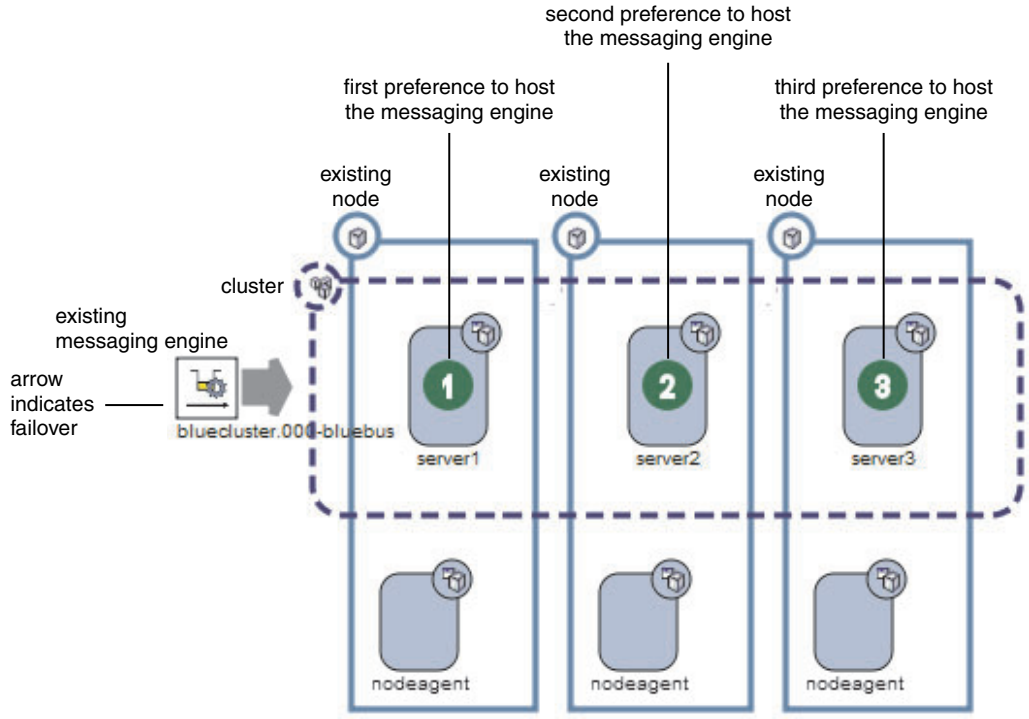 second preference to host
the messaging engine
first preference to host
the messaging engine
third preference to host
the messaging engine
existing
node
existing
node
existing
node
cluster
existing
messaging engine
arrow
indicates
failover
bluecluster.000-bluebus
1
2
3
server1
server2
server3
nodeagent
nodeagent
nodeagent